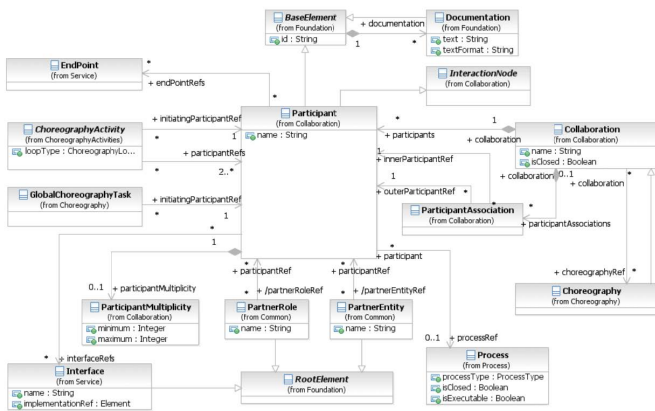 BaseElement
(from Foundation)
id : String
+ documentation
1
*
Documentation
(from Foundation)
text : String
textFormat : String
EndPoint
(from Service)
*
+ endPointRefs
*
InteractionNode
(from Collaboration)
Participant
(from Collaboration)
name : String
ChoreographyActivity
(from ChoreographyActivities)
loopType : ChoreographyLo...
*
+ initiatingParticipantRef
1
+ participantRefs
*
2..*
GlobalChoreographyTask
(from Choreography)
+ initiatingParticipantRef
*
1
*
+ participants
1
+ collaboration
Collaboration
(from Collaboration)
name : String
isClosed : Boolean
1
+ innerParticipantRef
*
1
+ outerParticipantRef
*
+ collaboration
0..1
+ collaboration
*
ParticipantAssociation
(from Collaboration)
*
+ participantAssociations
+ choreographyRef
*
Choreography
(from Choreography)
*
1
0..1
+ participantMultiplicity
ParticipantMultiplicity
(from Collaboration)
minimum : Integer
maximum : Integer
*
+ participantRef
*
+ /partnerRoleRef
PartnerRole
(from Common)
name : String
*
+ participantRef
*
+ /partnerEntityRef
PartnerEntity
(from Common)
name : String
*
+ participant
0..1
+ processRef
Process
(from Process)
processType : ProcessType
isClosed : Boolean
isExecutable : Boolean
*
+ interfaceRefs
Interface
(from Service)
name : String
implementationRef : Element
RootElement
(from Foundation)